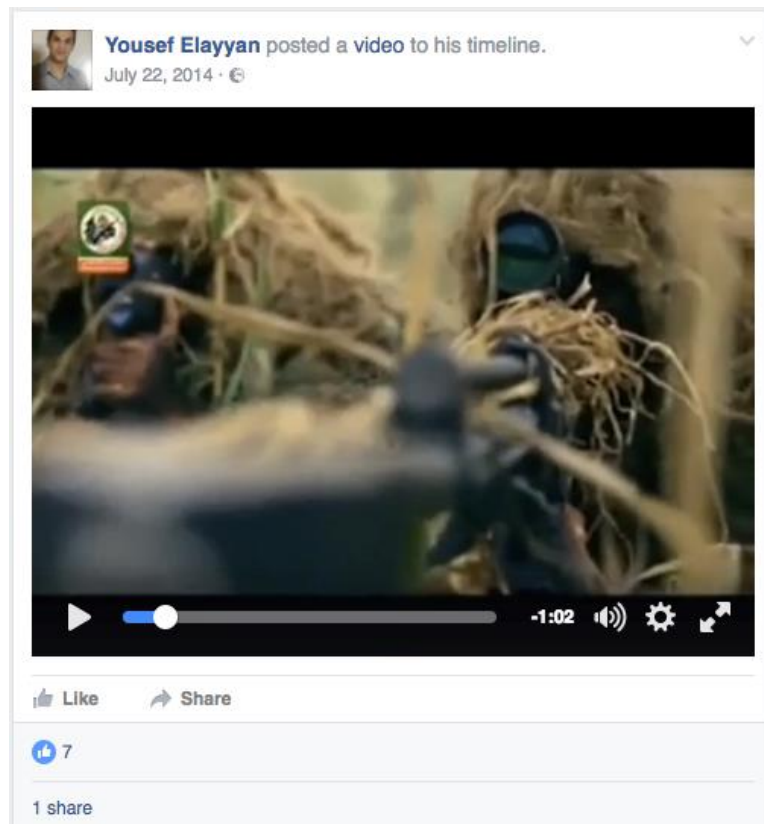 Yousef Elayyan posted a video to his timeline.
July 22, 2014 ·
-1:02
Like Share
7
1 share